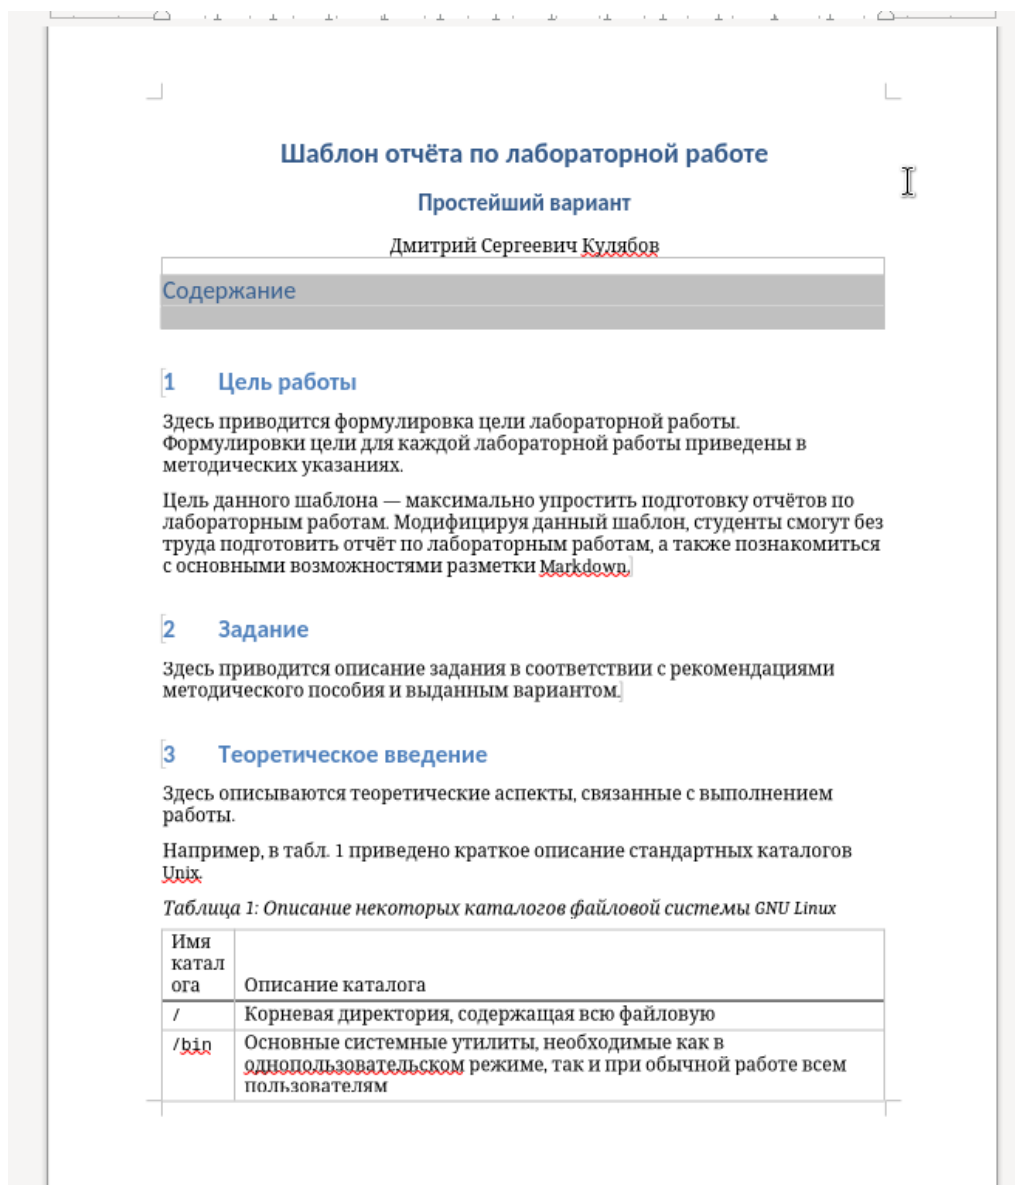 Шаблон отчёта по лабораторной работе
Простейший вариант
Дмитрий Сергеевич Кулябов
Содержание
1 Цель работы
Здесь приводится формулировка цели лабораторной работы.
Формулировки цели для каждой лабораторной работы приведены в
методических указаниях.
Цель данного шаблона — максимально упростить подготовку отчётов по
лабораторным работам. Модифицируя данный шаблон, студенты смогут без
труда подготовить отчёт по лабораторным работам, а также познакомиться
с основными возможностями разметки Markdown.
2 Задание
Здесь приводится описание задания в соответствии с рекомендациями
методического пособия и выданным вариантом.
3 Теоретическое введение
Здесь описываются теоретические аспекты, связанные с выполнением
работы.
Например, в табл. 1 приведено краткое описание стандартных каталогов
Unix.
Таблица 1: Описание некоторых каталогов файловой системы GNU Linux
Имя
катал
ога
Описание каталога
/ Корневая директория, содержащая всю файловую
/bin Основные системные утилиты, необходимые как в
однопользовательском режиме, так и при обычной работе всем
пользователям